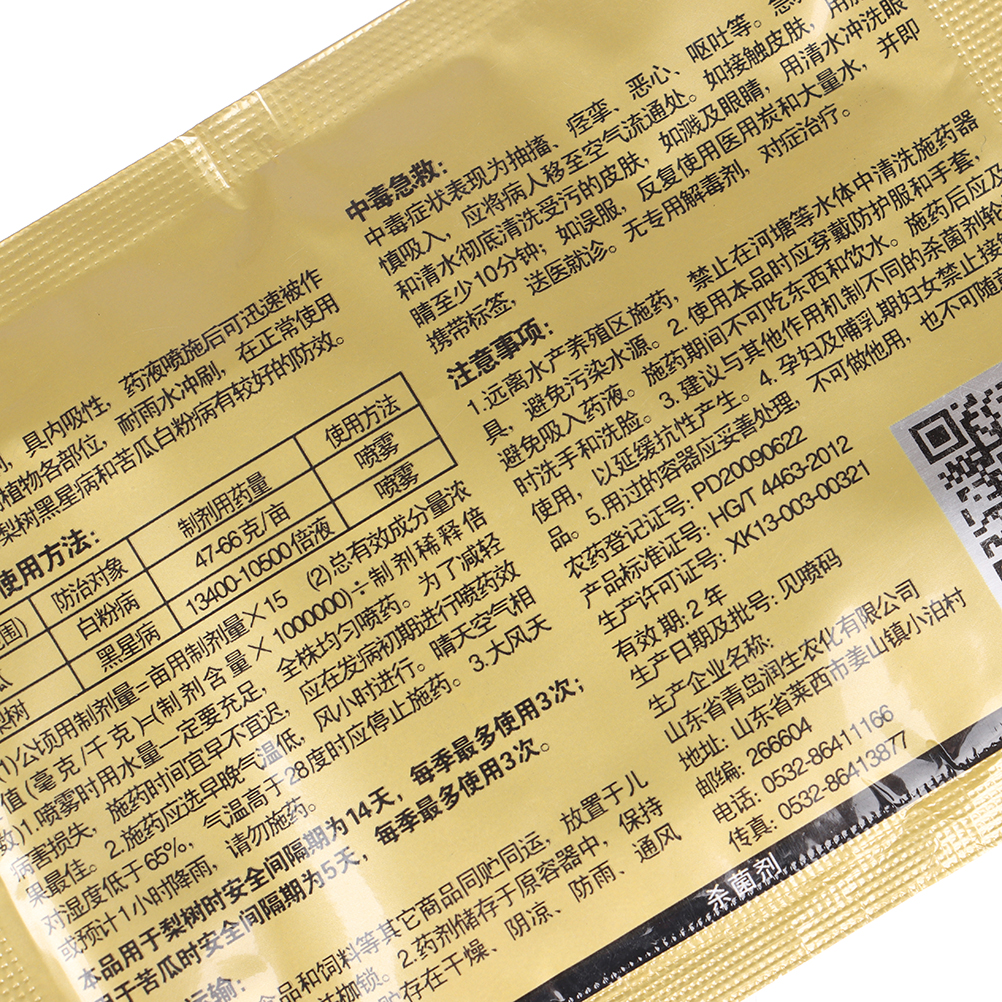 具内吸性，药液喷施后可迅速被作
植物各部位，耐雨水冲刷，在正常使用
梨树黑星病和苦瓜白粉病有较好的防效。
使用方法：
防治对象 制剂用药量 使用方法
白粉病 47-66克/亩 喷雾
树 黑星病 13400-10500倍液 喷雾
(1)公顷用制剂量=亩用制剂量×15 (2)总有效成分量浓
值(毫克/千克)=(制剂含量×1000000)÷制剂稀释倍
数)1.喷雾时用水量一定要充足，全株均匀喷药。为了减轻
病害损失，施药时间宜早不宜迟，应在发病初期进行喷药效
果最佳。2.施药应选早晚气温低，风小时进行。晴天空气相
对湿度低于65%，气温高于28度时应停止施药。3.大风天
或预计1小时降雨，请勿施药。
本品用于梨树时安全间隔期为14天，每季最多使用3次；
用于苦瓜时安全间隔期为5天，每季最多使用3次。
运输：
食品和饲料等其它商品同贮同运，放置于儿
并加锁。2.药剂储存于原容器中，保持
贮存在干燥、阴凉、防雨、通风
中毒急救：
中毒症状表现为抽搐、痉挛、恶心、呕吐等。
慎吸入，应将病人移至空气流通处。如接触皮肤，用
和清水彻底清洗受污的皮肤，如溅及眼睛，用清水冲洗眼
睛至少10分钟；如误服，反复使用医用炭和大量水，并即
携带标签，送医就诊。无专用解毒剂，对症治疗。
注意事项：
1.远离水产养殖区施药，禁止在河塘等水体中清洗施药器
具，避免污染水源。2.使用本品时应穿戴防护服和手套，
避免吸入药液。施药期间不可吃东西和饮水。施药后应及
时洗手和洗脸。3.建议与其他作用机制不同的杀菌剂轮
使用，以延缓抗性产生。4.孕妇及哺乳期妇女禁止接
品。5.用过的容器应妥善处理，不可做他用，也不可随
农药登记证号：PD20090622
产品标准证号：HG/T 4463-2012
生产许可证号：XK13-003-00321
有效期：2年
生产日期及批号：见喷码
生产企业名称：
山东省青岛润生农化有限公司
地址：山东省莱西市姜山镇小泊村
邮编：266604
电话：0532-86411166
传真：0532-86413877
杀菌剂